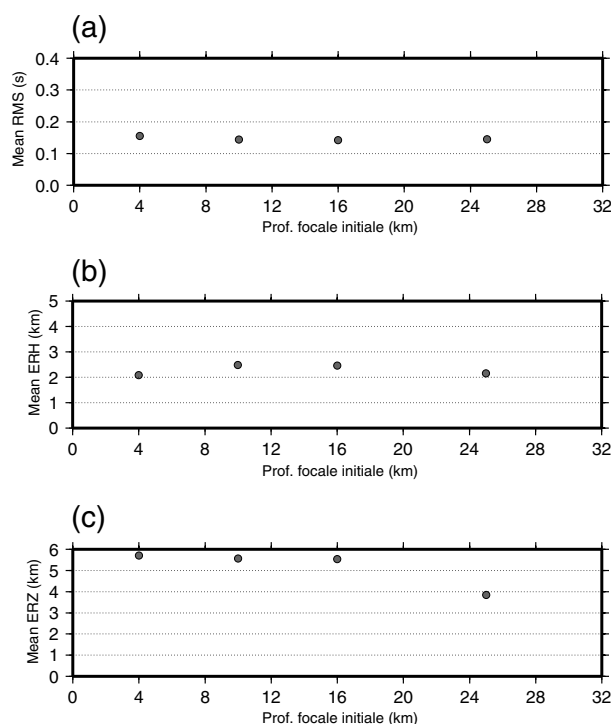 (a)
0.4
0.3
0.2
0.1
0.0
Mean RMS (s)
0 4 8 12 16 20 24 28 32
Prof. focale initiale (km)
(b)
5
4
3
2
1
0
Mean ERH (km)
0 4 8 12 16 20 24 28 32
Prof. focale initiale (km)
(c)
6
5
4
3
2
1
0
Mean ERZ (km)
0 4 8 12 16 20 24 28 32
Prof. focale initiale (km)